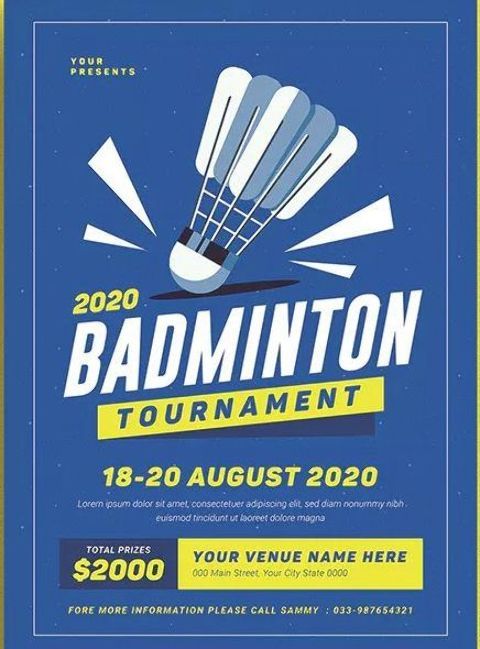 YOUR
PRESENTS
2020
BADMINTON
TOURNAMENT
18-20 AUGUST 2020
Lorem ipsum dolor sit amet, consectetuer adipiscing elit, sed diam nonummy nibh
euismod tincidunt ut laoreet dolore magna
TOTAL PRIZES
$2000
YOUR VENUE NAME HERE
000 Main Street, Your City State 0000
FORE MORE INFORMATION PLEASE CALL SAMMY : 033-987654321